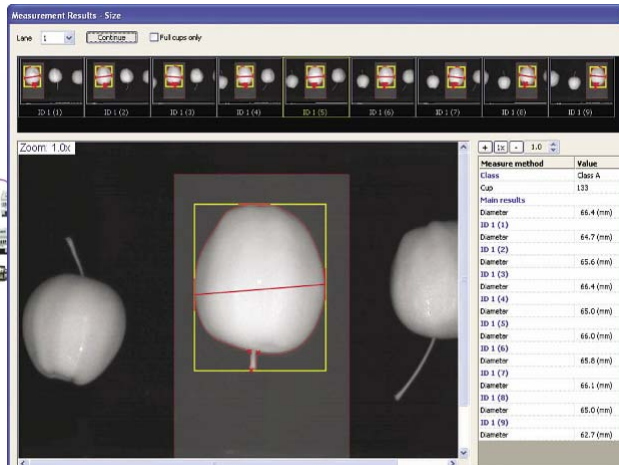 Measurement Results - Size
Lane 1 Continue Full cups only
ID 1 (1) ID 1 (2) ID 1 (3) ID 1 (4) ID 1 (5) ID 1 (6) ID 1 (7) ID 1 (8) ID 1 (9)
Zoom: 1.0x
+ 1x - 1.0
Measure method Value
Class Class A
Cup 133
Main results
Diameter 66.4 (mm)
ID 1 (1)
Diameter 64.7 (mm)
ID 1 (2)
Diameter 65.6 (mm)
ID 1 (3)
Diameter 66.4 (mm)
ID 1 (4)
Diameter 65.0 (mm)
ID 1 (5)
Diameter 66.0 (mm)
ID 1 (6)
Diameter 65.8 (mm)
ID 1 (7)
Diameter 66.1 (mm)
ID 1 (8)
Diameter 65.0 (mm)
ID 1 (9)
Diameter 62.7 (mm)